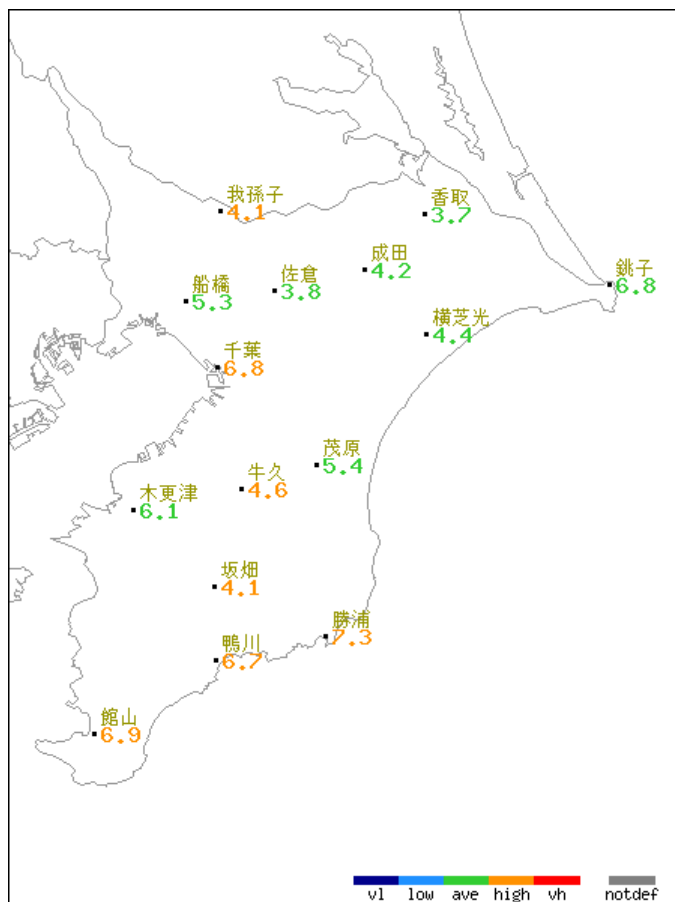 我孫子
4.1
香取
3.7
成田
4.2
佐倉
3.8
船橋
5.3
銚子
6.8
横芝光
4.4
千葉
6.8
茂原
5.4
牛久
4.6
木更津
6.1
坂畑
4.1
勝浦
7.3
鴨川
6.7
館山
6.9
vl low ave high vh notdef